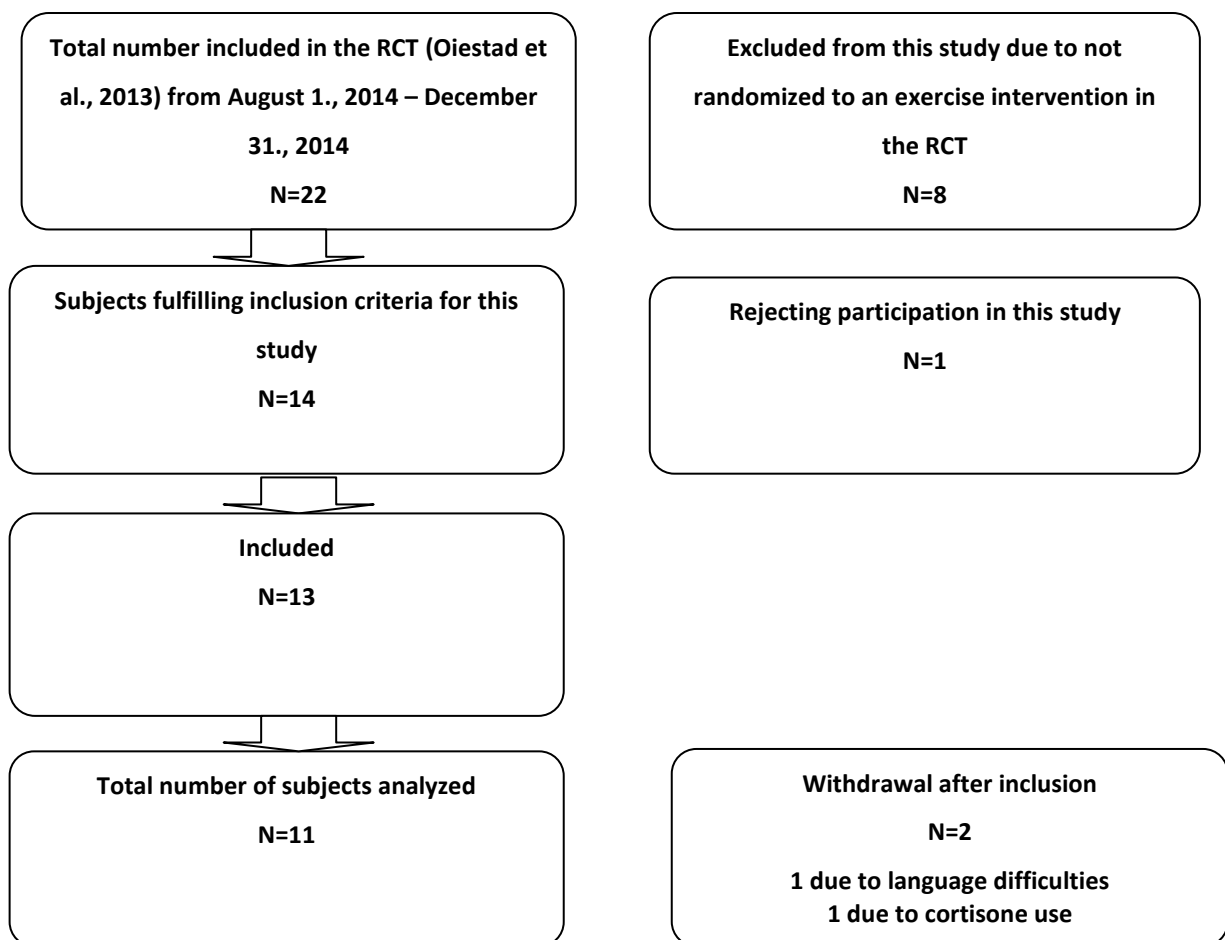 Total number included in the RCT (Oiestad et
al., 2013) from August 1., 2014 – December
31., 2014
N=22
Excluded from this study due to not
randomized to an exercise intervention in
the RCT
N=8
Subjects fulfilling inclusion criteria for this
study
N=14
Rejecting participation in this study
N=1
Included
N=13
Total number of subjects analyzed
N=11
Withdrawal after inclusion
N=2
1 due to language difficulties
1 due to cortisone use